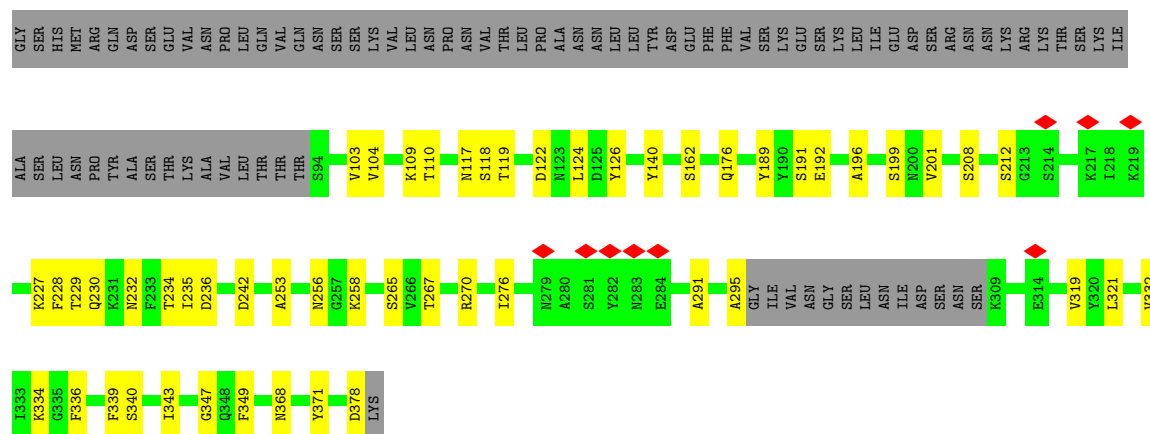 GLY SER HIS MET ARG GLN ASP SER GLU VAL ASN PRO LEU GLN VAL GLN ASN SER SER LYS VAL LEU ASN PRO ASN VAL THR LEU PRO ALA ASN ASN LEU LEU TYR ASP GLU PHE PHE VAL SER LYS GLU SER LYS LEU ILE GLU ASP SER ARG ASN ASN LYS ARG LYS THR SER LYS ILE
ALA SER LEU ASN PRO TYR ALA SER THR LYS ALA VAL LEU THR THR THR S94 V103 V104 K109 T110 N117 S118 T119 D122 N123 L124 D125 Y126 Y140 S162 Q176 Y189 Y190 S191 E192 A196 S199 N200 V201 S208 S212 G213 S214 K217 I218 K219
K227 F228 T229 Q230 K231 N232 F233 T234 I235 D236 D242 A253 N256 G257 K258 S265 V266 T267 R270 I276 N279 A280 S281 Y282 N283 E284 A291 A295 GLY ILE VAL ASN GLY SER LEU ASN ILE ASP SER ASN SER K309 E314 V319 Y320 L321 V332
I333 K334 G335 F336 F339 S340 I343 G347 Q348 F349 N368 Y371 D378 LYS